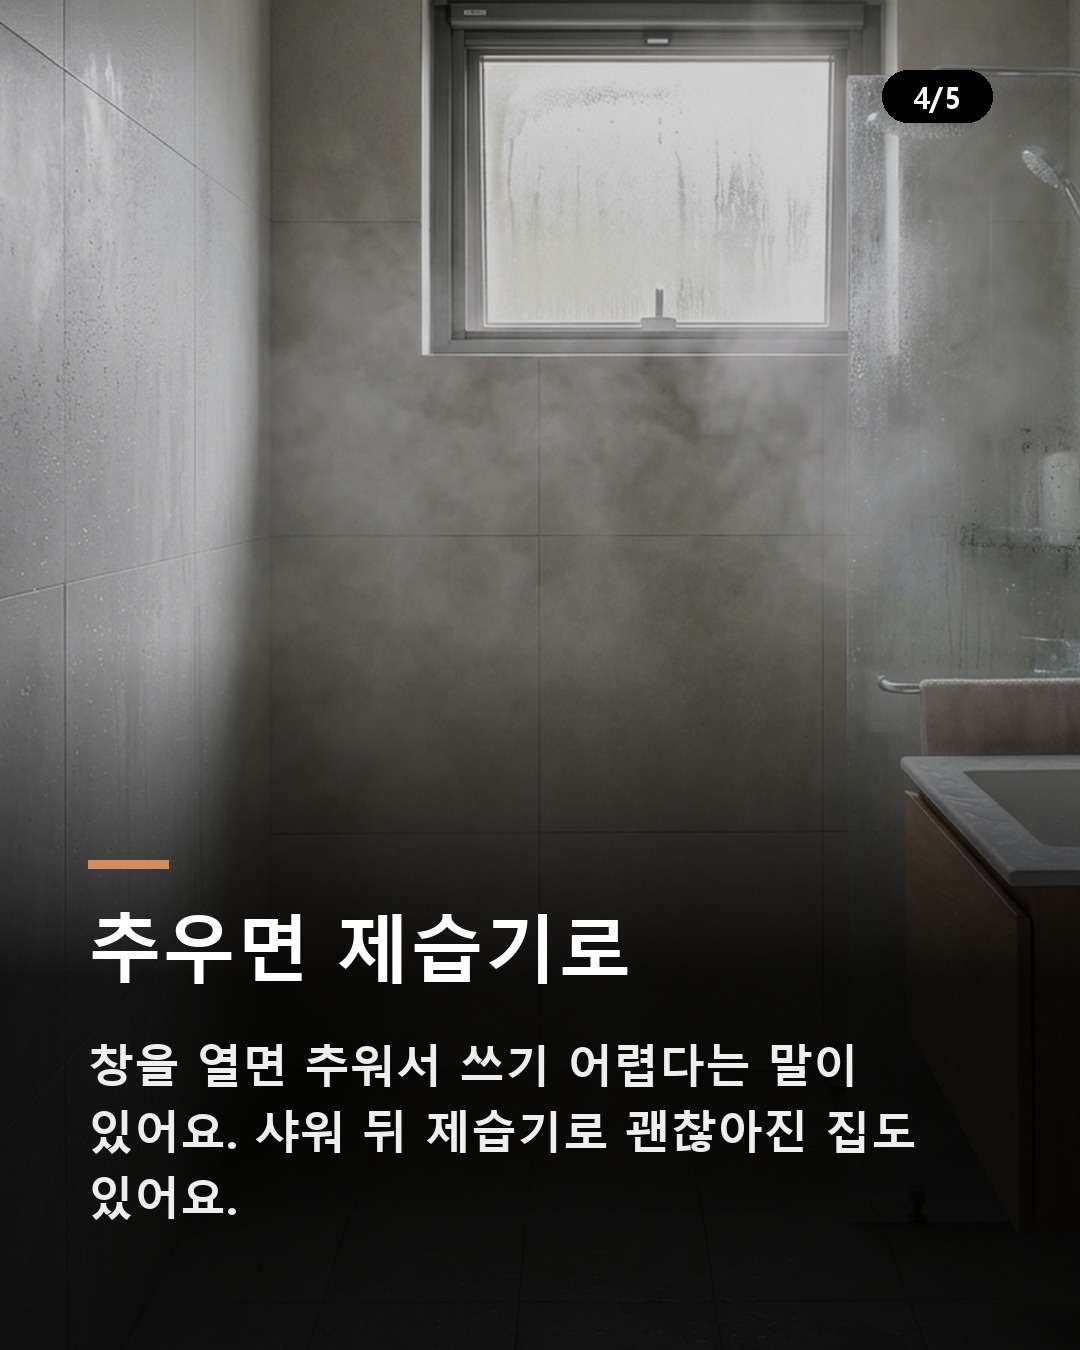 4/5
추우면 제습기로
창을 열면 추워서 쓰기 어렵다는 말이
있어요. 샤워 뒤 제습기로 괜찮아진 집도
있어요.